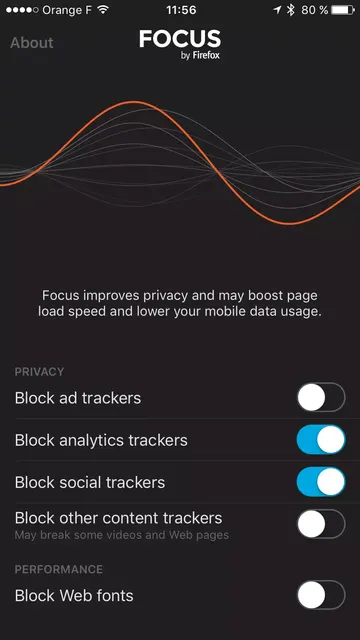 Orange F 11:56 80 %
About FOCUS
by Firefox
Focus improves privacy and may boost page
load speed and lower your mobile data usage.
PRIVACY
Block ad trackers
Block analytics trackers
Block social trackers
Block other content trackers
May break some videos and Web pages
PERFORMANCE
Block Web fonts